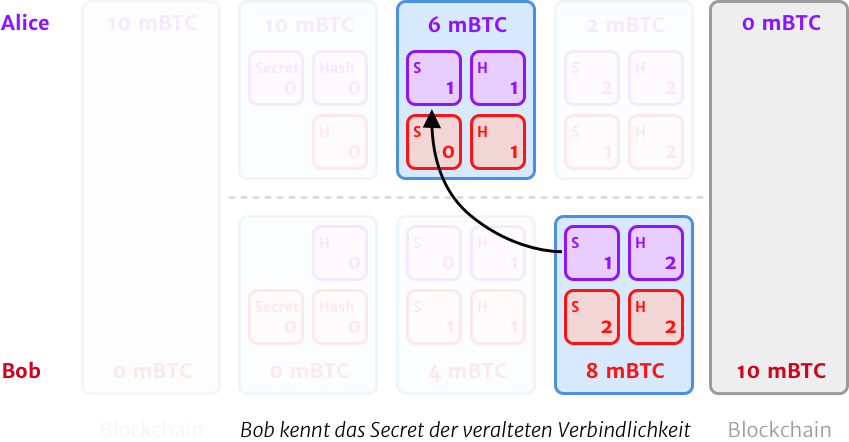 Alice 10 mBTC 10 mBTC 6 mBTC 2 mBTC 0 mBTC
Secret Hash S H S H
0 0 1 1 2 2
H S H S H
0 0 1 1 2
H S H S H
0 0 1 1 2
Secret Hash S H S H
0 0 1 1 2 2
Bob 0 mBTC 0 mBTC 4 mBTC 8 mBTC 10 mBTC
Blockchain Bob kennt das Secret der veralteten Verbindlichkeit Blockchain